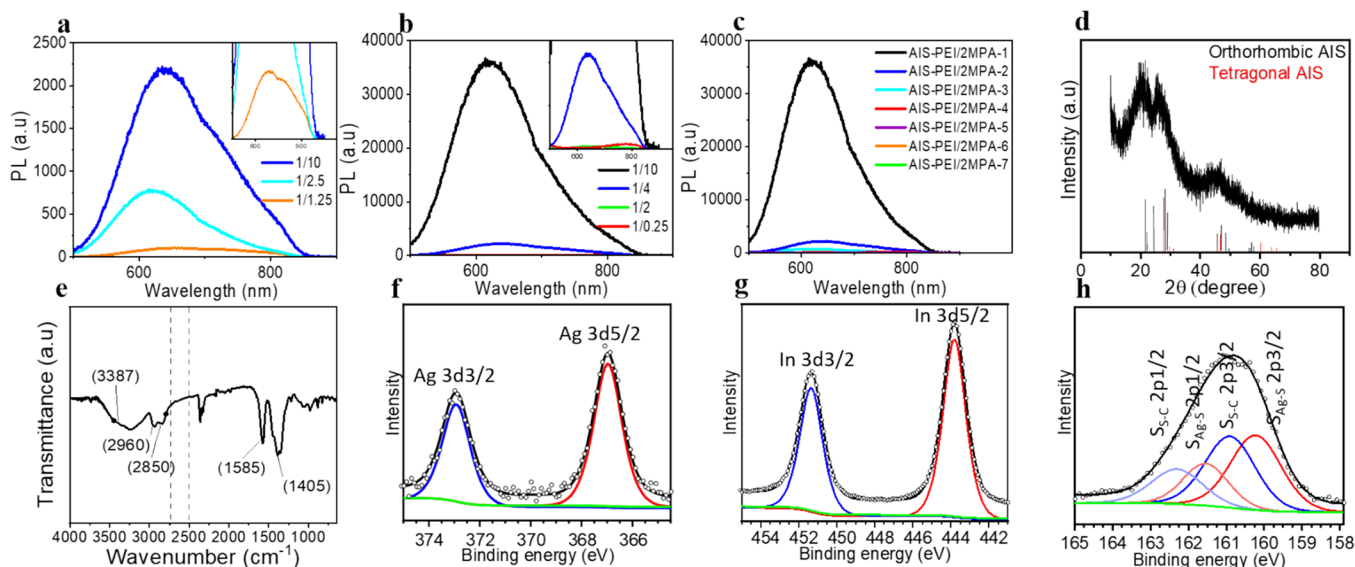 a
2500
2000
1500
1000
500
0
PL (a.u)
600
800
600
800
1/10
1/2.5
1/1.25
Wavelength (nm)
b
40000
30000
20000
10000
0
PL (a.u)
600
800
600
800
1/10
1/4
1/2
1/0.25
Wavelength (nm)
c
40000
30000
20000
10000
0
PL (a.u)
600
800
AIS-PEI/2MPA-1
AIS-PEI/2MPA-2
AIS-PEI/2MPA-3
AIS-PEI/2MPA-4
AIS-PEI/2MPA-5
AIS-PEI/2MPA-6
AIS-PEI/2MPA-7
Wavelength (nm)
d
Orthorhombic AIS
Tetragonal AIS
Intensity (a.u)
0
20
40
60
80
2θ (degree)
e
Transmittance (a.u)
(3387)
(2960)
(2850)
(1585)
(1405)
4000 3500 3000 2500 2000 1500 1000
Wavenumber (cm⁻¹)
f
Ag 3d5/2
Ag 3d3/2
Intensity
374 372 370 368 366
Binding energy (eV)
g
In 3d5/2
In 3d3/2
Intensity
454 452 450 448 446 444 442
Binding energy (eV)
h
Intensity
S S-C 2p1/2
S Ag-S 2p1/2
S S-C 2p3/2
S Ag-S 2p3/2
165 164 163 162 161 160 159 158
Binding energy (eV)